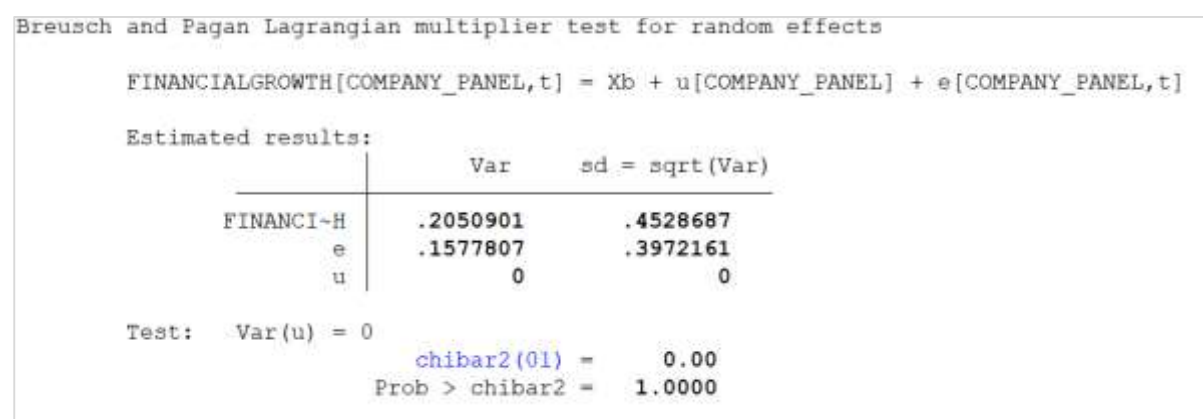 Breusch and Pagan Lagrangian multiplier test for random effects
FINANCIALGROWTH[COMPANY_PANEL,t] = Xb + u[COMPANY_PANEL] + e[COMPANY_PANEL,t]
Estimated results:
Var sd = sqrt(Var)
FINANCI~H .2050901 .4528687
e .1577807 .3972161
u 0 0
Test: Var(u) = 0
chibar2(01) = 0.00
Prob > chibar2 = 1.0000